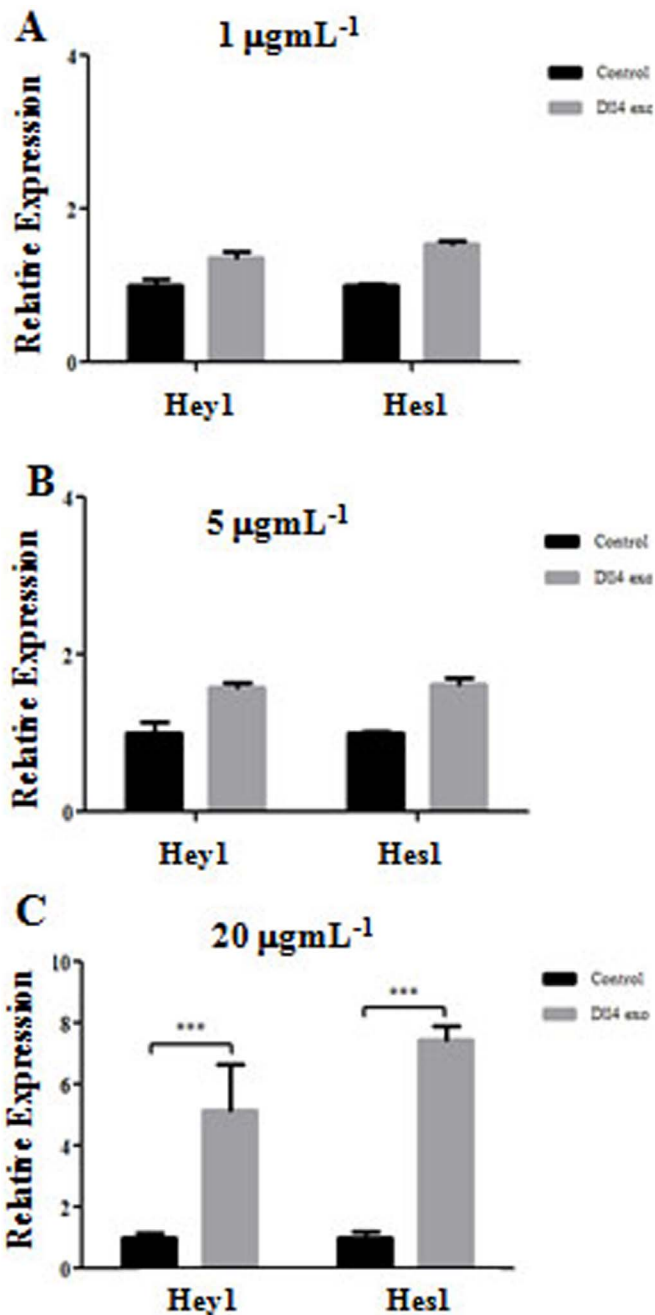 A
1 μgmL-1
4
2
0
Relative Expression
Control
Dll4 exo
Hey1
Hes1
B
5 μgmL-1
4
2
0
Relative Expression
Control
Dll4 exo
Hey1
Hes1
C
20 μgmL-1
10
8
6
4
2
0
Relative Expression
Control
Dll4 exo
***
***
Hey1
Hes1